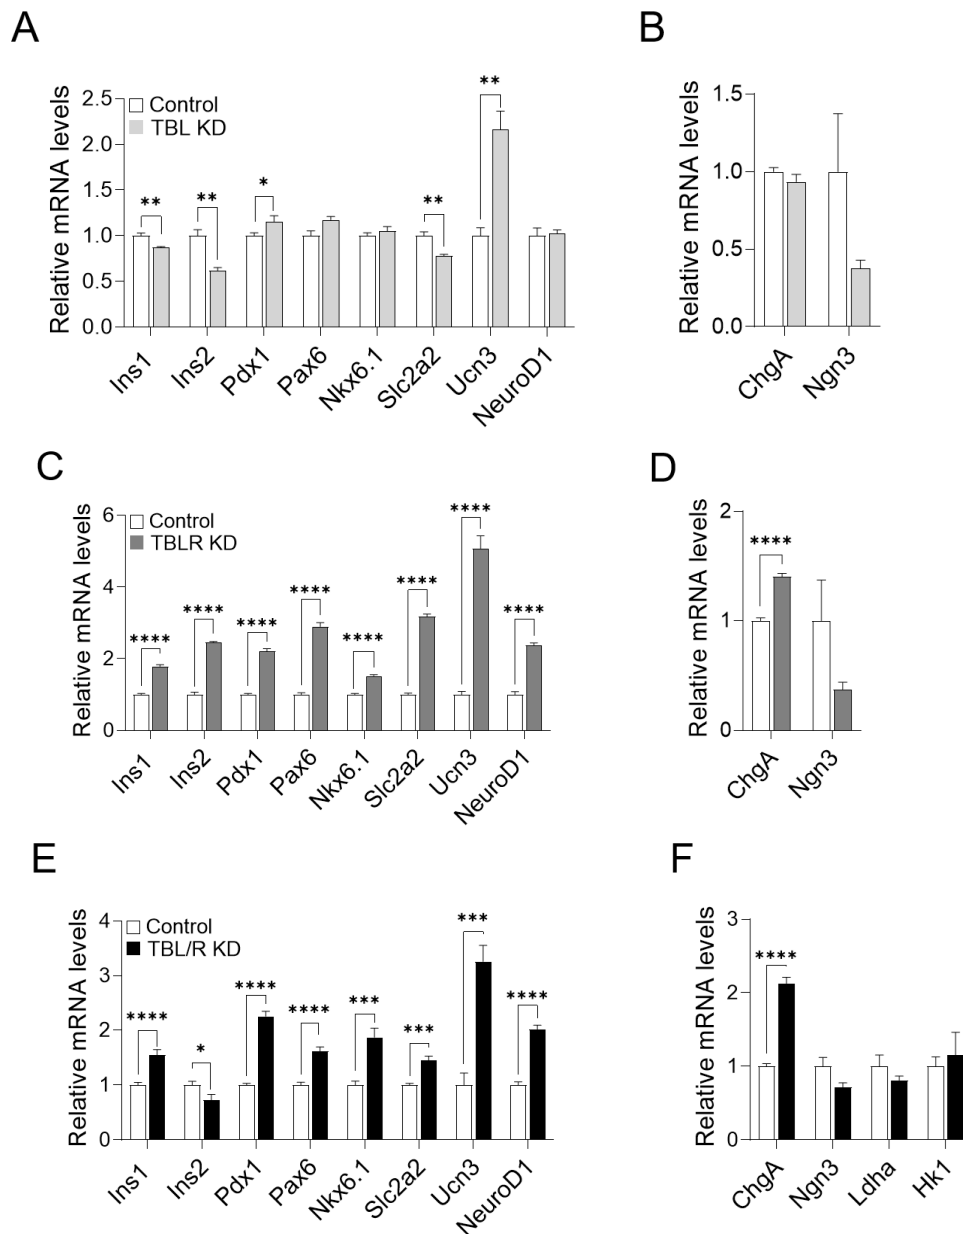 A
Relative mRNA levels
2.5
2.0
1.5
1.0
0.5
0.0
Control
TBL KD
**
**
*
**
**
Ins1
Ins2
Pdx1
Pax6
Nkx6.1
Slc2a2
Ucn3
NeuroD1
B
Relative mRNA levels
1.5
1.0
0.5
0.0
ChgA
Ngn3
C
Relative mRNA levels
6
4
2
0
Control
TBLR KD
****
****
****
****
****
****
****
****
Ins1
Ins2
Pdx1
Pax6
Nkx6.1
Slc2a2
Ucn3
NeuroD1
D
Relative mRNA levels
2
1
0
****
ChgA
Ngn3
E
Relative mRNA levels
4
3
2
1
0
Control
TBL/R KD
****
*
****
****
***
***
***
****
Ins1
Ins2
Pdx1
Pax6
Nkx6.1
Slc2a2
Ucn3
NeuroD1
F
Relative mRNA levels
3
2
1
0
****
ChgA
Ngn3
Ldha
Hk1